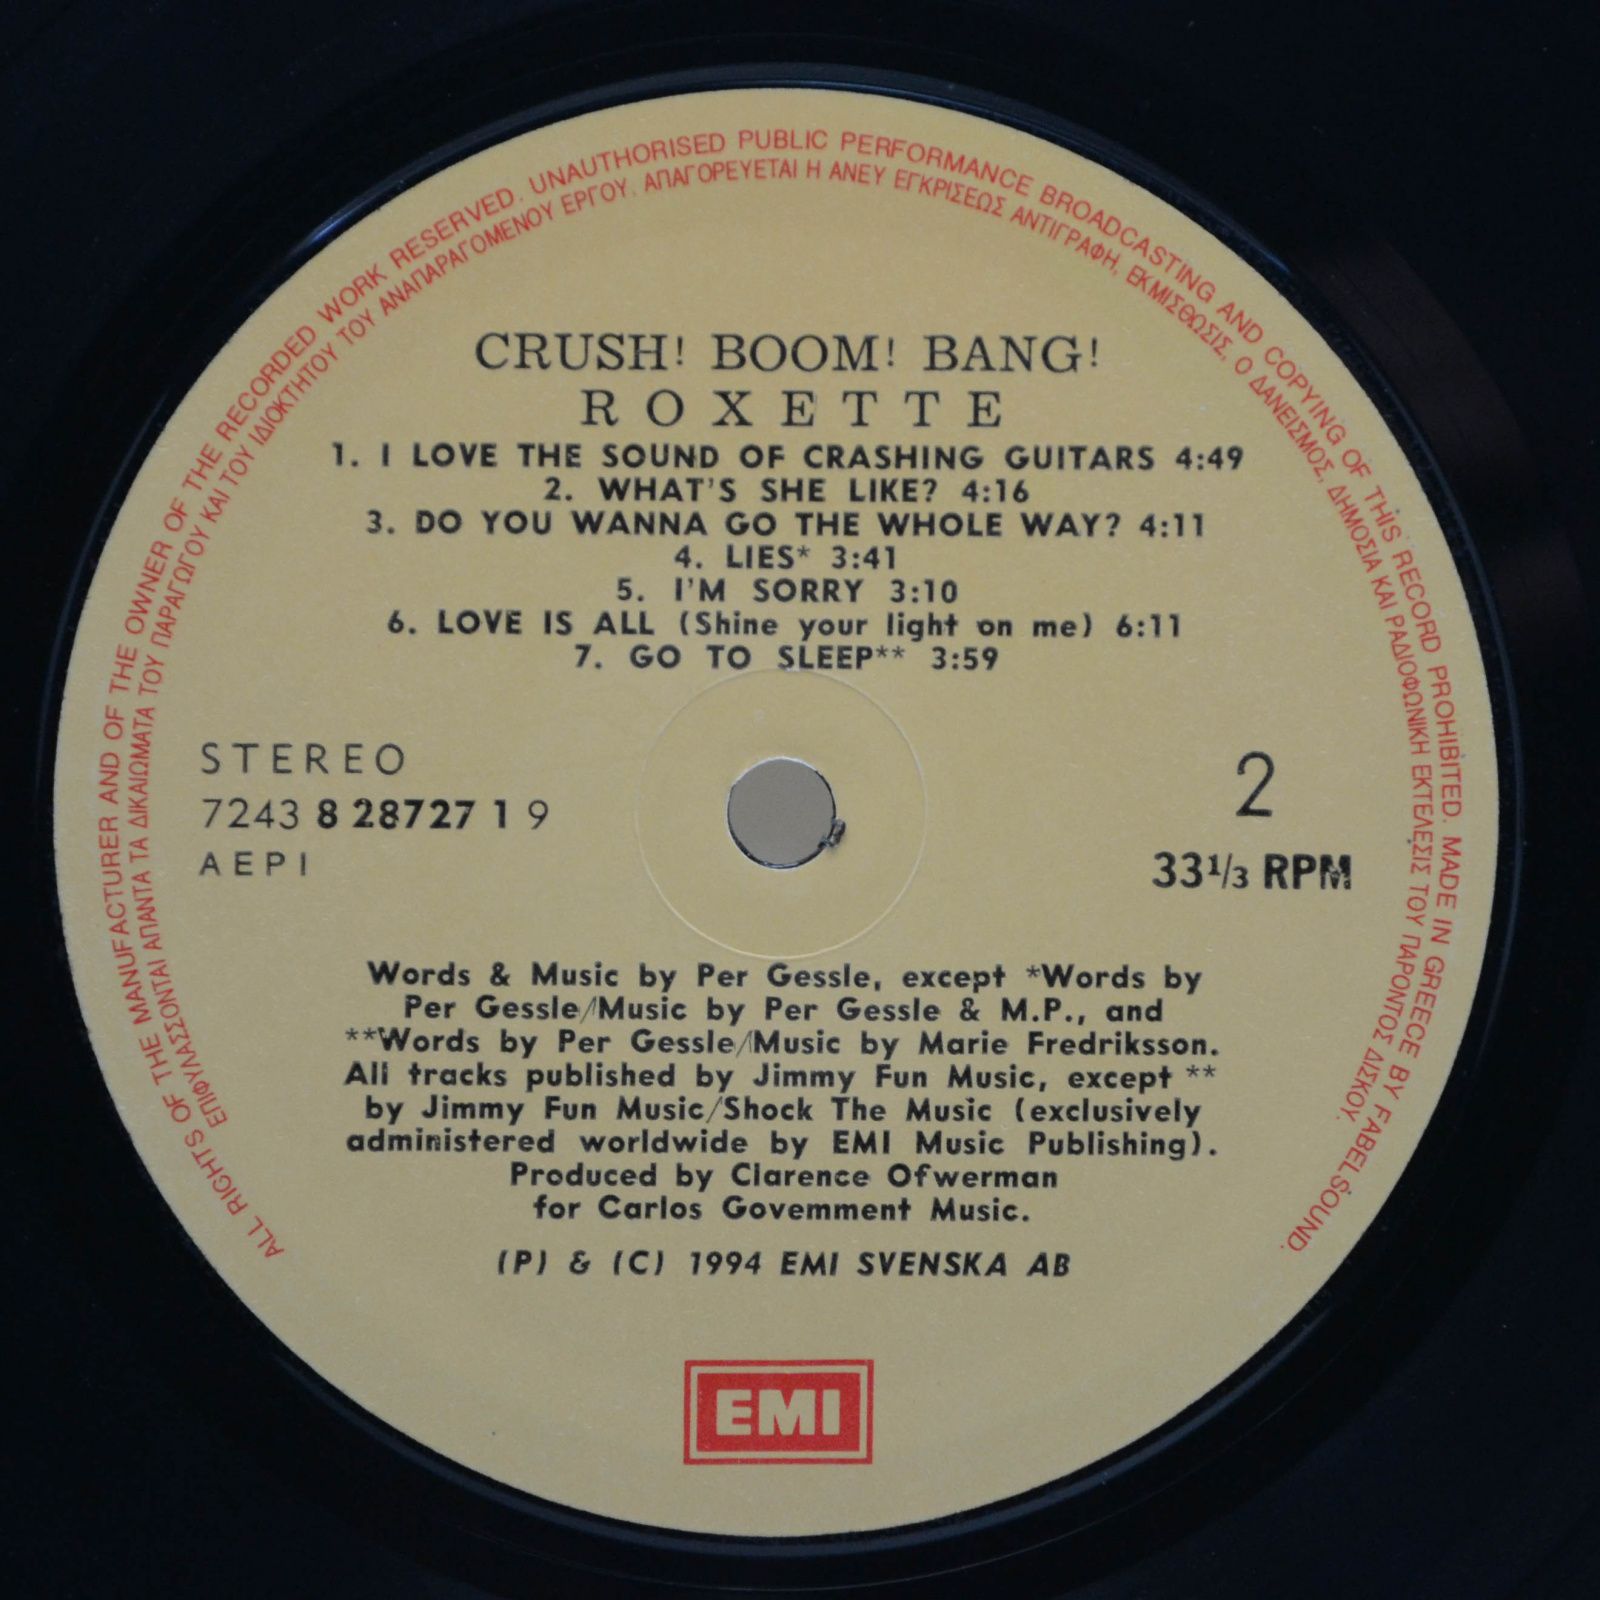 ALL RIGHTS OF THE MANUFACTURER AND OF THE OWNER OF THE RECORDED WORK RESERVED. UNAUTHORISED PUBLIC PERFORMANCE BROADCASTING AND COPYING OF THIS RECORD PROHIBITED. MADE IN GREECE BY FABELSOUND.
ΕΠΙΦΥΛΑΣΣΟΝΤΑΙ ΑΠΑΝΤΑ ΤΑ ΔΙΚΑΙΩΜΑΤΑ ΤΟΥ ΠΑΡΑΓΩΓΟΥ ΚΑΙ ΤΟΥ ΙΔΙΟΚΤΗΤΟΥ ΤΟΥ ΑΝΑΠΑΡΑΓΟΜΕΝΟΥ ΕΡΓΟΥ. ΑΠΑΓΟΡΕΥΕΤΑΙ Η ΑΝΕΥ ΕΓΚΡΙΣΕΩΣ ΑΝΤΙΓΡΑΦΗ, ΕΚΜΙΣΘΩΣΙΣ, Ο ΔΑΝΕΙΣΜΟΣ, ΔΗΜΟΣΙΑ ΚΑΙ ΡΑΔΙΟΦΩΝΙΚΗ ΕΚΤΕΛΕΣΙΣ ΤΟΥ ΠΑΡΟΝΤΟΣ ΔΙΣΚΟΥ.
CRUSH! BOOM! BANG!
ROXETTE
1. I LOVE THE SOUND OF CRASHING GUITARS 4:49
2. WHAT'S SHE LIKE? 4:16
3. DO YOU WANNA GO THE WHOLE WAY? 4:11
4. LIES* 3:41
5. I'M SORRY 3:10
6. LOVE IS ALL (Shine your light on me) 6:11
7. GO TO SLEEP** 3:59
STEREO
7243 8 28727 1 9
AEPI
2
33 1/3 RPM
Words & Music by Per Gessle, except *Words by
Per Gessle/Music by Per Gessle & M.P., and
**Words by Per Gessle/Music by Marie Fredriksson.
All tracks published by Jimmy Fun Music, except **
by Jimmy Fun Music/Shock The Music (exclusively
administered worldwide by EMI Music Publishing).
Produced by Clarence Ofwerman
for Carlos Govemment Music.
(P) & (C) 1994 EMI SVENSKA AB
EMI